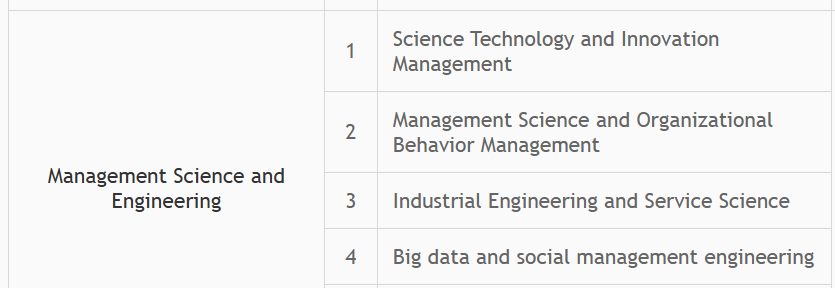 1
Science Technology and Innovation
Management
2
Management Science and Organizational
Behavior Management
Management Science and
Engineering
3
Industrial Engineering and Service Science
4
Big data and social management engineering